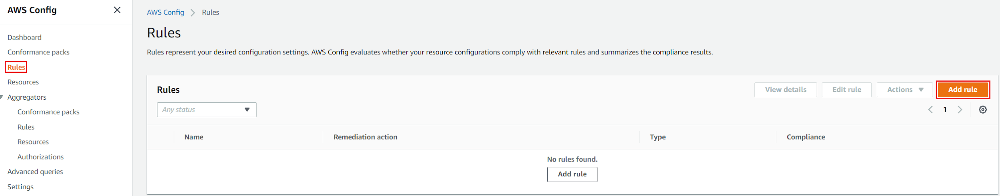 AWS Config
Dashboard
Conformance packs
Rules
Resources
Aggregators
Conformance packs
Rules
Resources
Authorizations
Advanced queries
Settings
AWS Config > Rules
Rules
Rules represent your desired configuration settings. AWS Config evaluates whether your resource configurations comply with relevant rules and summarizes the compliance results.
Rules
View details Edit rule Actions Add rule
Any status
1
Name Remediation action Type Compliance
No rules found.
Add rule